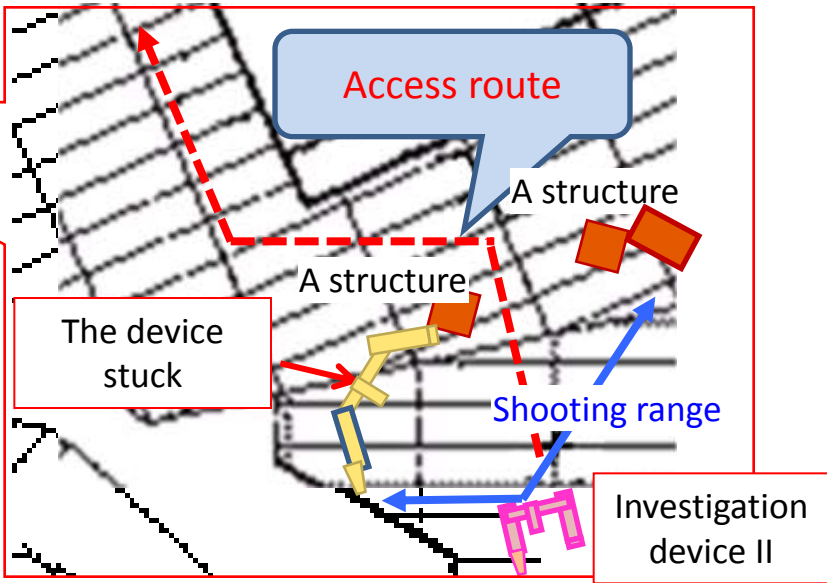 Access route
A structure
A structure
The device
stuck
Shooting range
Investigation
device II